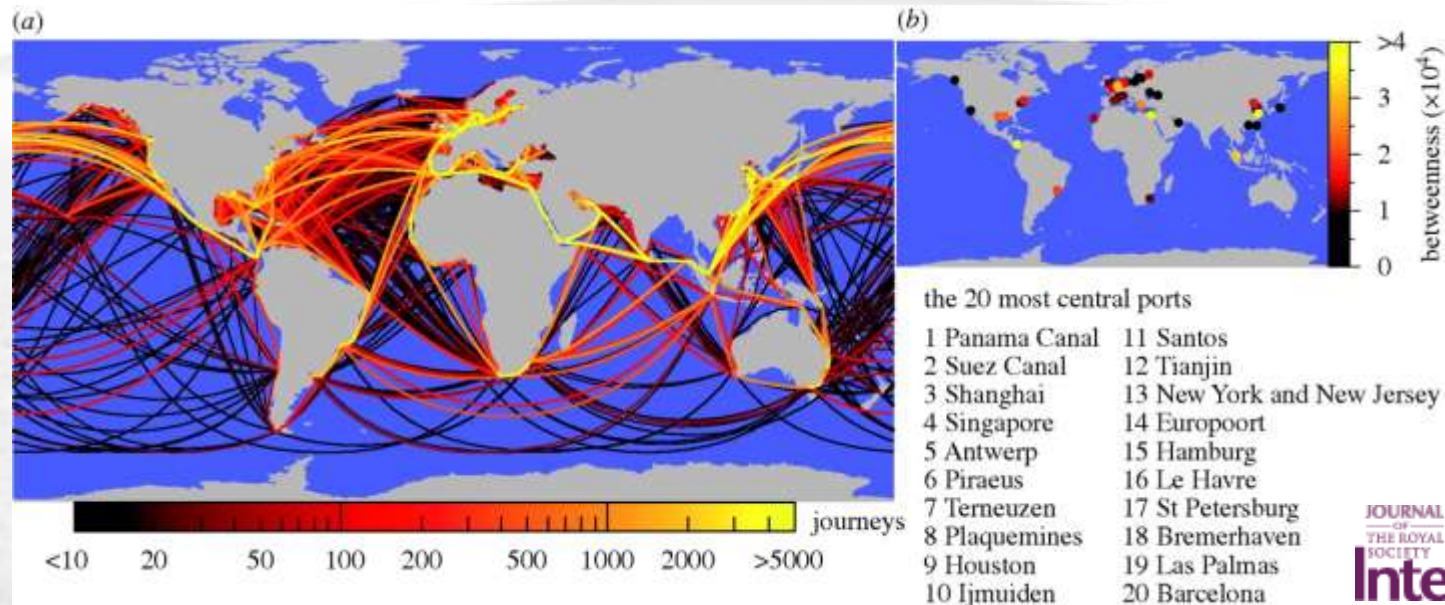 (a)
(b)
>4
3
2
1
0
betweenness (×10⁴)
the 20 most central ports
1 Panama Canal
2 Suez Canal
3 Shanghai
4 Singapore
5 Antwerp
6 Piraeus
7 Terneuzen
8 Plaquemines
9 Houston
10 Ijmuiden
11 Santos
12 Tianjin
13 New York and New Jersey
14 Europoort
15 Hamburg
16 Le Havre
17 St Petersburg
18 Bremerhaven
19 Las Palmas
20 Barcelona
journeys
<10 20 50 100 200 500 1000 2000 >5000
JOURNAL
OF
THE ROYAL
SOCIETY
Inte